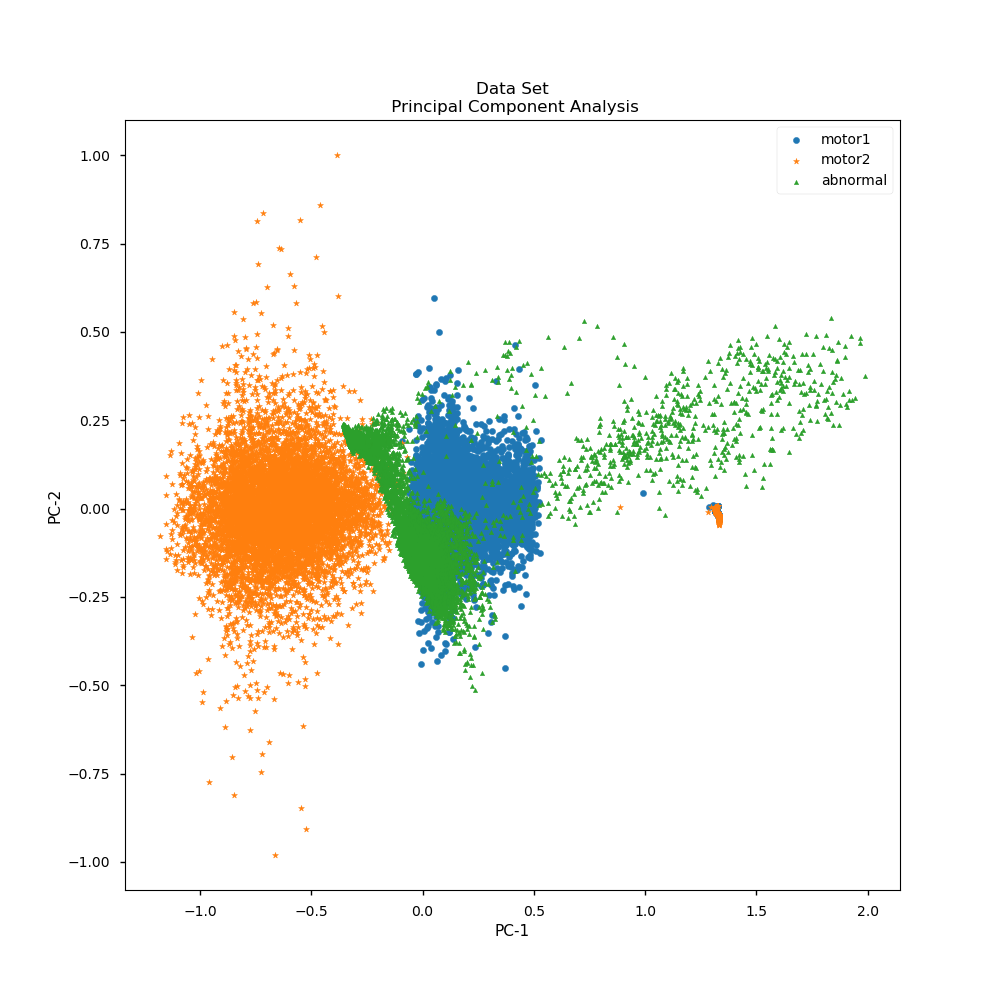 Data Set
Principal Component Analysis
motor1
motor2
abnormal
1.00
0.75
0.50
0.25
0.00
−0.25
−0.50
−0.75
−1.00
PC-2
−1.0 −0.5 0.0 0.5 1.0 1.5 2.0
PC-1